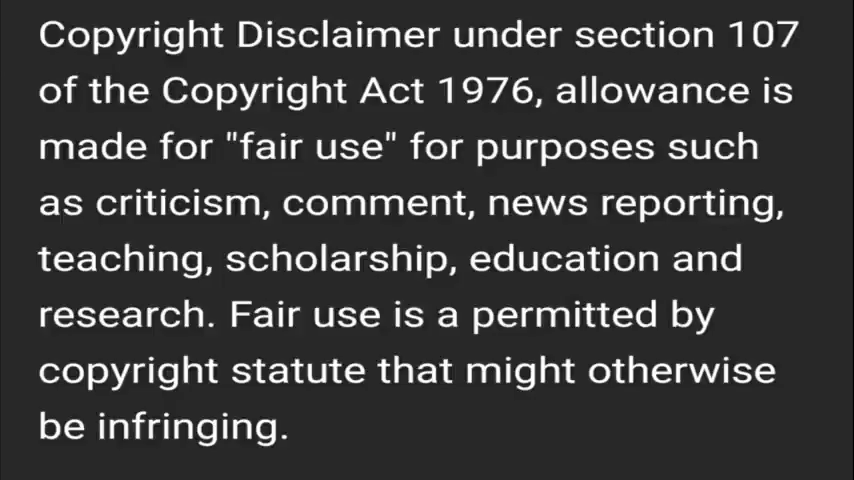 Copyright Disclaimer under section 107
of the Copyright Act 1976, allowance is
made for "fair use" for purposes such
as criticism, comment, news reporting,
teaching, scholarship, education and
research. Fair use is a permitted by
copyright statute that might otherwise
be infringing.